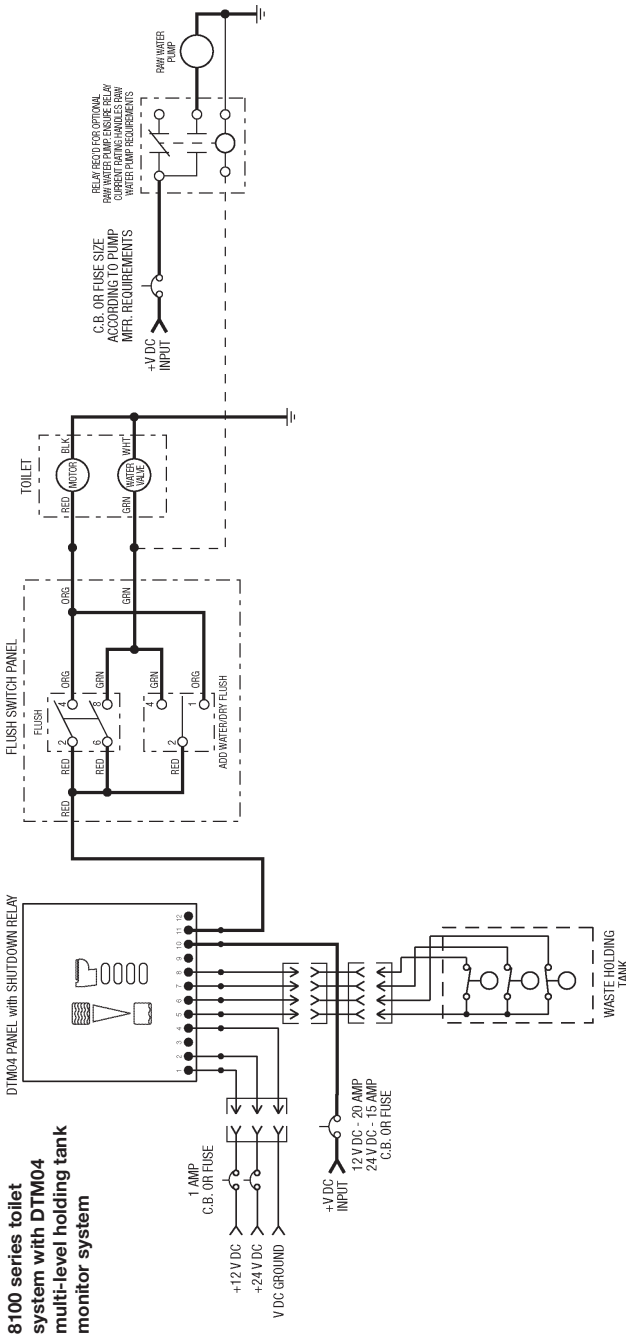 8100 series toilet
system with DTM04
multi-level holding tank
monitor system
DTM04 PANEL with SHUTDOWN RELAY
1
2
3
4
5
6
7
8
9
10
11
12
1 AMP
C.B. OR FUSE
+12 V DC
+24 V DC
V DC GROUND
+V DC
INPUT
12 V DC - 20 AMP
24 V DC - 15 AMP
C.B. OR FUSE
WASTE HOLDING
TANK
FLUSH SWITCH PANEL
RED
FLUSH
RED
2
4
ORG
RED
6
8
GRN
RED
2
4
GRN
1
ORG
ADD WATER/DRY FLUSH
ORG
GRN
TOILET
RED
MOTOR
BLK
GRN
WATER
VALVE
WHT
+V DC
INPUT
C.B. OR FUSE SIZE
ACCORDING TO PUMP
MFR. REQUIREMENTS
RELAY REQ'D FOR OPTIONAL
RAW WATER PUMP. ENSURE RELAY
CURRENT RATING HANDLES RAW
WATER PUMP REQUIREMENTS
RAW WATER
PUMP